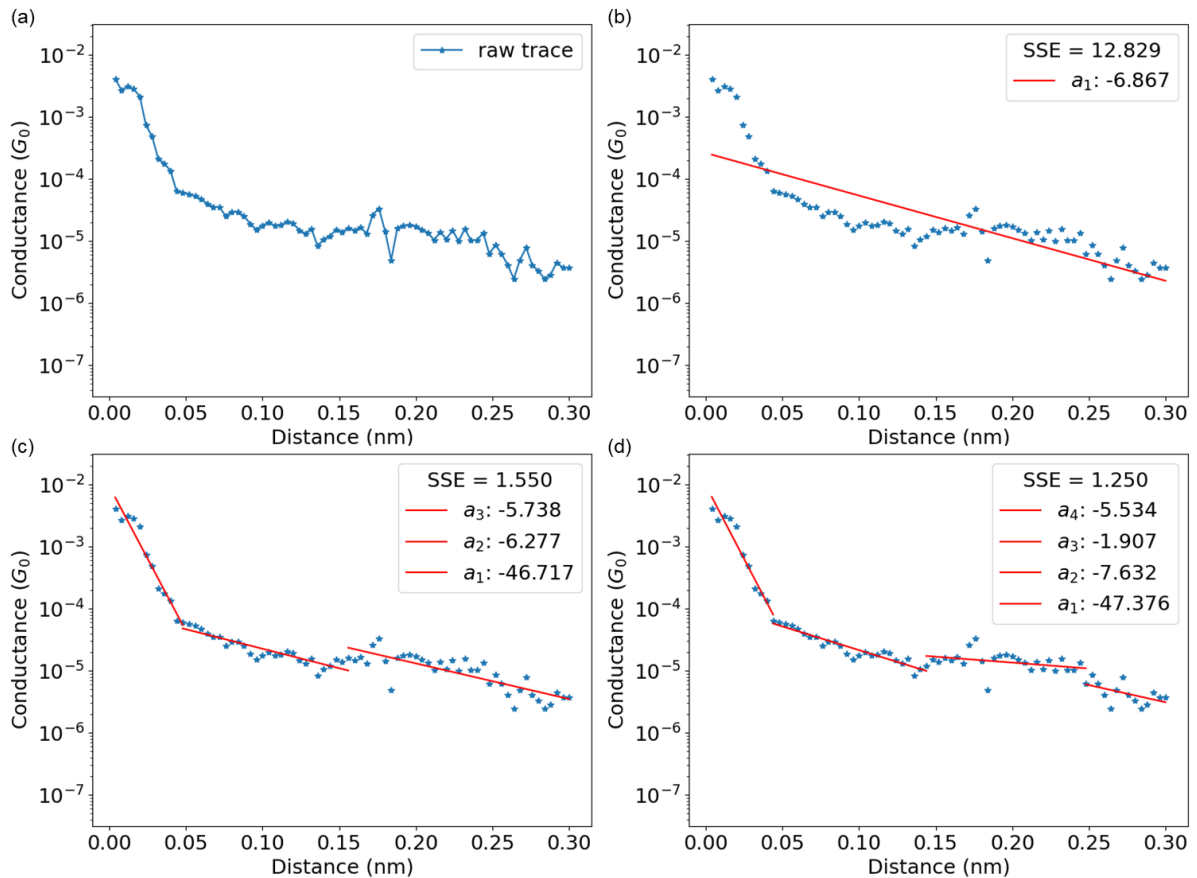 (a)
Conductance (G₀)
10⁻²
10⁻³
10⁻⁴
10⁻⁵
10⁻⁶
10⁻⁷
raw trace
0.00 0.05 0.10 0.15 0.20 0.25 0.30
Distance (nm)
(b)
Conductance (G₀)
10⁻²
10⁻³
10⁻⁴
10⁻⁵
10⁻⁶
10⁻⁷
SSE = 12.829
a₁: -6.867
0.00 0.05 0.10 0.15 0.20 0.25 0.30
Distance (nm)
(c)
Conductance (G₀)
10⁻²
10⁻³
10⁻⁴
10⁻⁵
10⁻⁶
10⁻⁷
SSE = 1.550
a₃: -5.738
a₂: -6.277
a₁: -46.717
0.00 0.05 0.10 0.15 0.20 0.25 0.30
Distance (nm)
(d)
Conductance (G₀)
10⁻²
10⁻³
10⁻⁴
10⁻⁵
10⁻⁶
10⁻⁷
SSE = 1.250
a₄: -5.534
a₃: -1.907
a₂: -7.632
a₁: -47.376
0.00 0.05 0.10 0.15 0.20 0.25 0.30
Distance (nm)